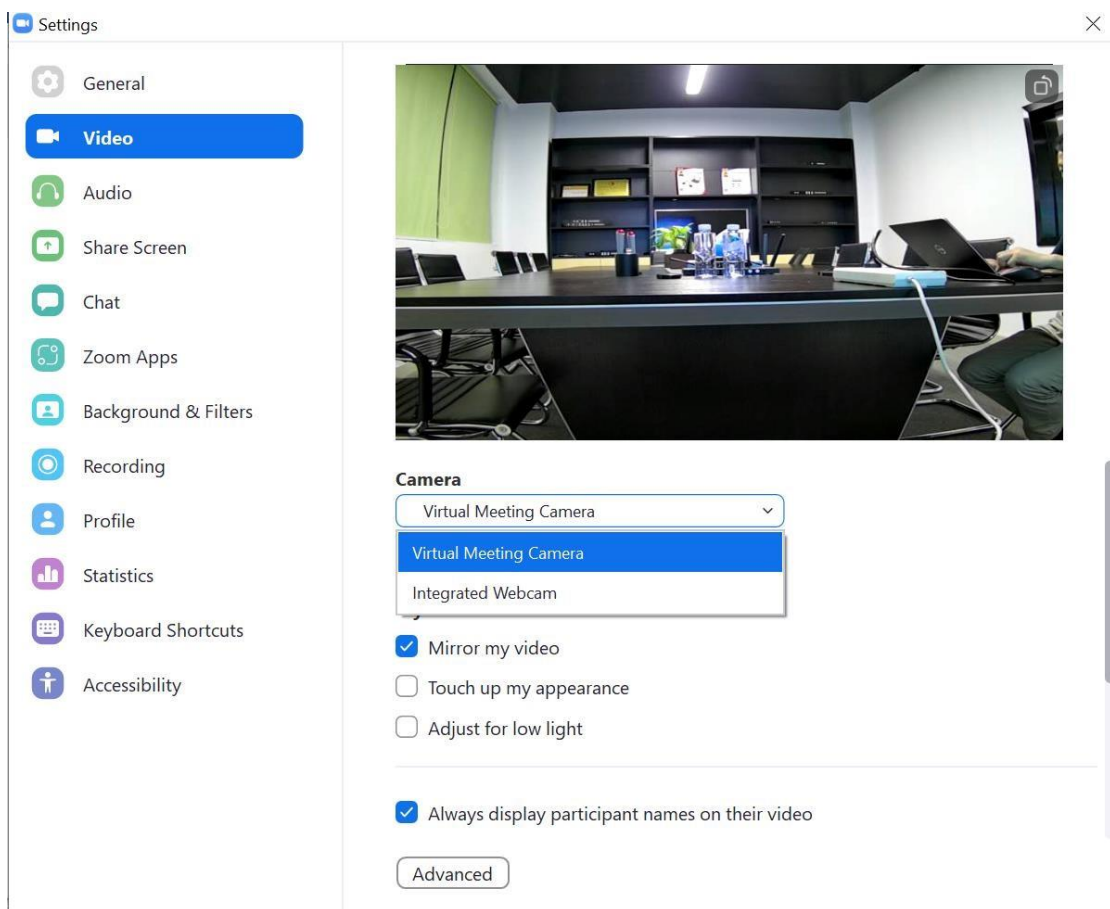 Settings
General
Video
Audio
Share Screen
Chat
Zoom Apps
Background & Filters
Recording
Profile
Statistics
Keyboard Shortcuts
Accessibility
Camera
Virtual Meeting Camera
Virtual Meeting Camera
Integrated Webcam
Mirror my video
Touch up my appearance
Adjust for low light
Always display participant names on their video
Advanced